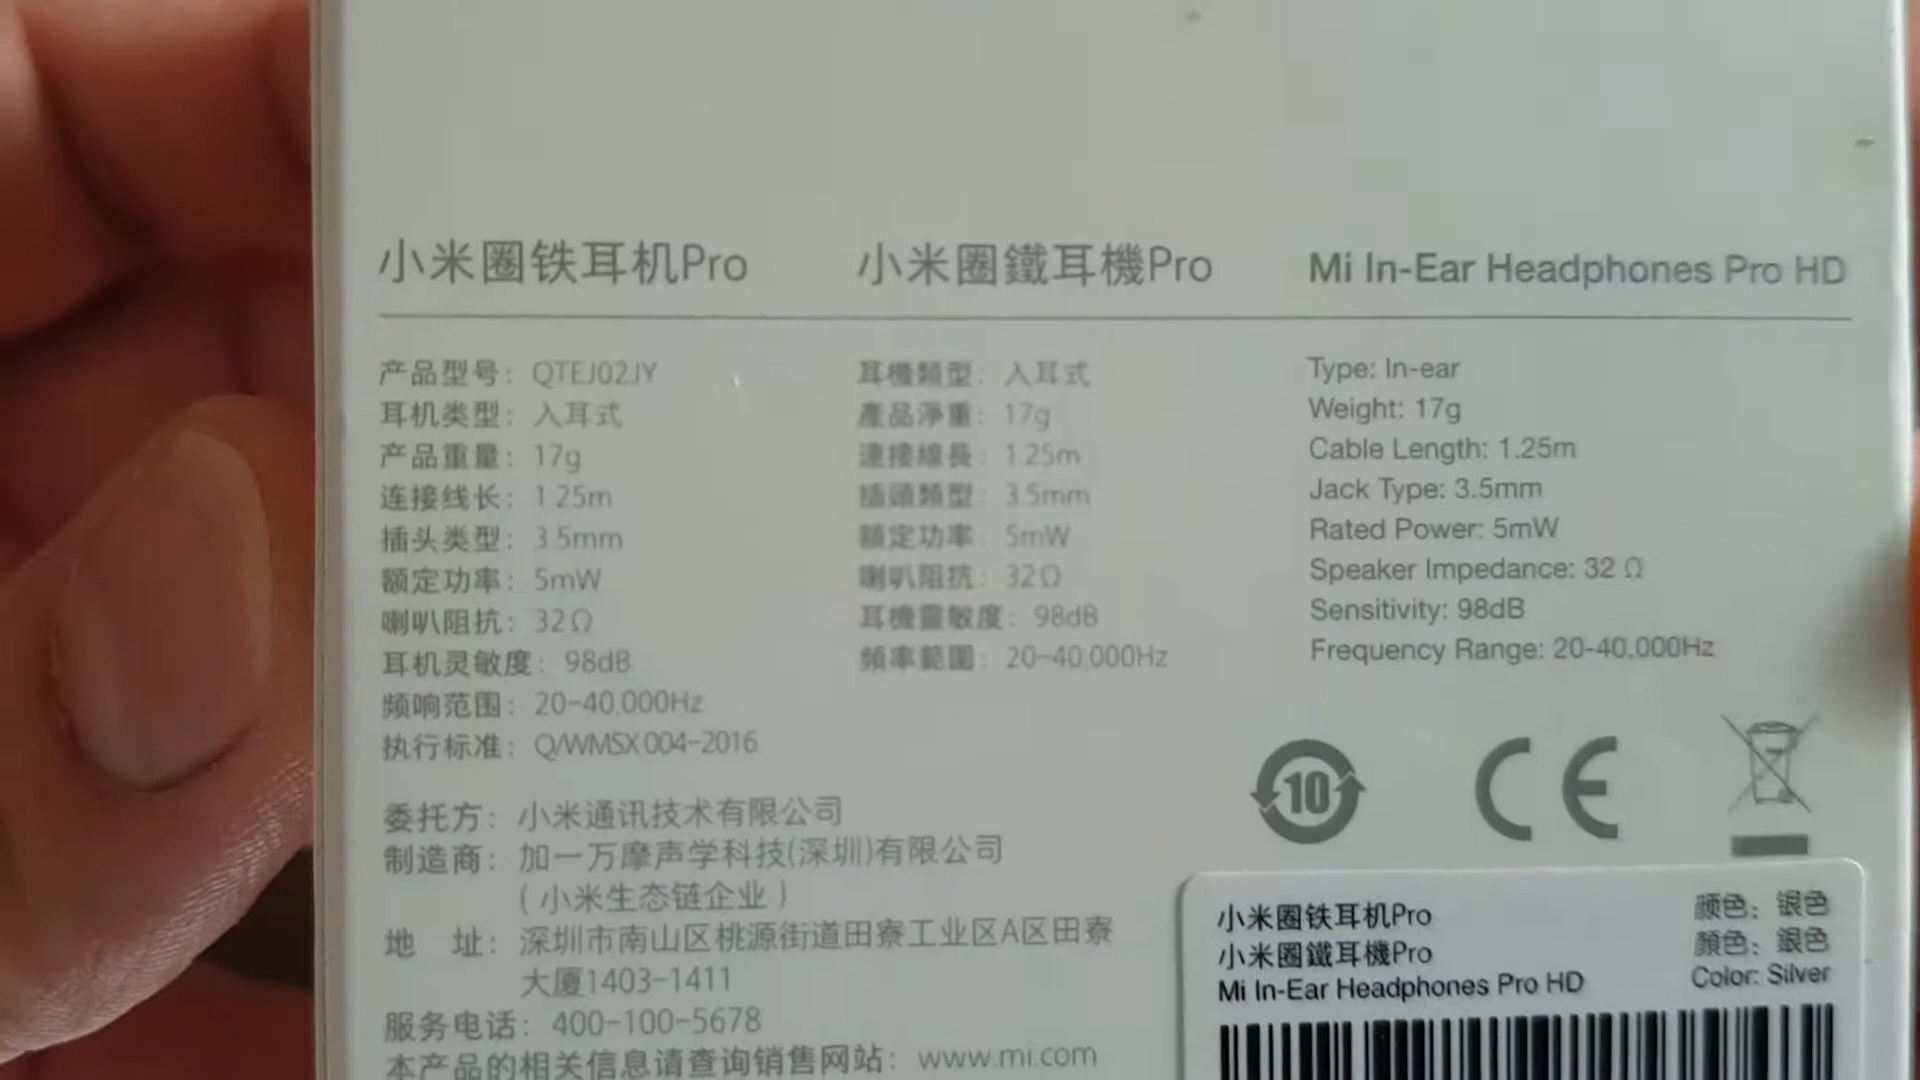 小米圈铁耳机Pro
产品型号: QTEJ02JY
耳机类型: 入耳式
产品重量: 17g
连接线长: 1.25m
插头类型: 3.5mm
额定功率: 5mW
喇叭阻抗: 32Ω
耳机灵敏度: 98dB
频响范围: 20-40,000Hz
执行标准: Q/WMSX 004-2016
小米圈鐵耳機Pro
耳機類型: 入耳式
產品淨重: 17g
連接線長: 1.25m
插頭類型: 3.5mm
額定功率: 5mW
喇叭阻抗: 32Ω
耳機靈敏度: 98dB
頻率範圍: 20-40,000Hz
Mi In-Ear Headphones Pro HD
Type: In-ear
Weight: 17g
Cable Length: 1.25m
Jack Type: 3.5mm
Rated Power: 5mW
Speaker Impedance: 32 Ω
Sensitivity: 98dB
Frequency Range: 20-40,000Hz
委托方: 小米通讯技术有限公司
制造商: 加一万摩声学科技(深圳)有限公司
(小米生态链企业)
地 址: 深圳市南山区桃源街道田寮工业区A区田寮
大厦1403-1411
服务电话: 400-100-5678
本产品的相关信息请查询销售网站: www.mi.com
10
CE
小米圈铁耳机Pro
小米圈鐵耳機Pro
Mi In-Ear Headphones Pro HD
颜色: 银色
顏色: 銀色
Color: Silver